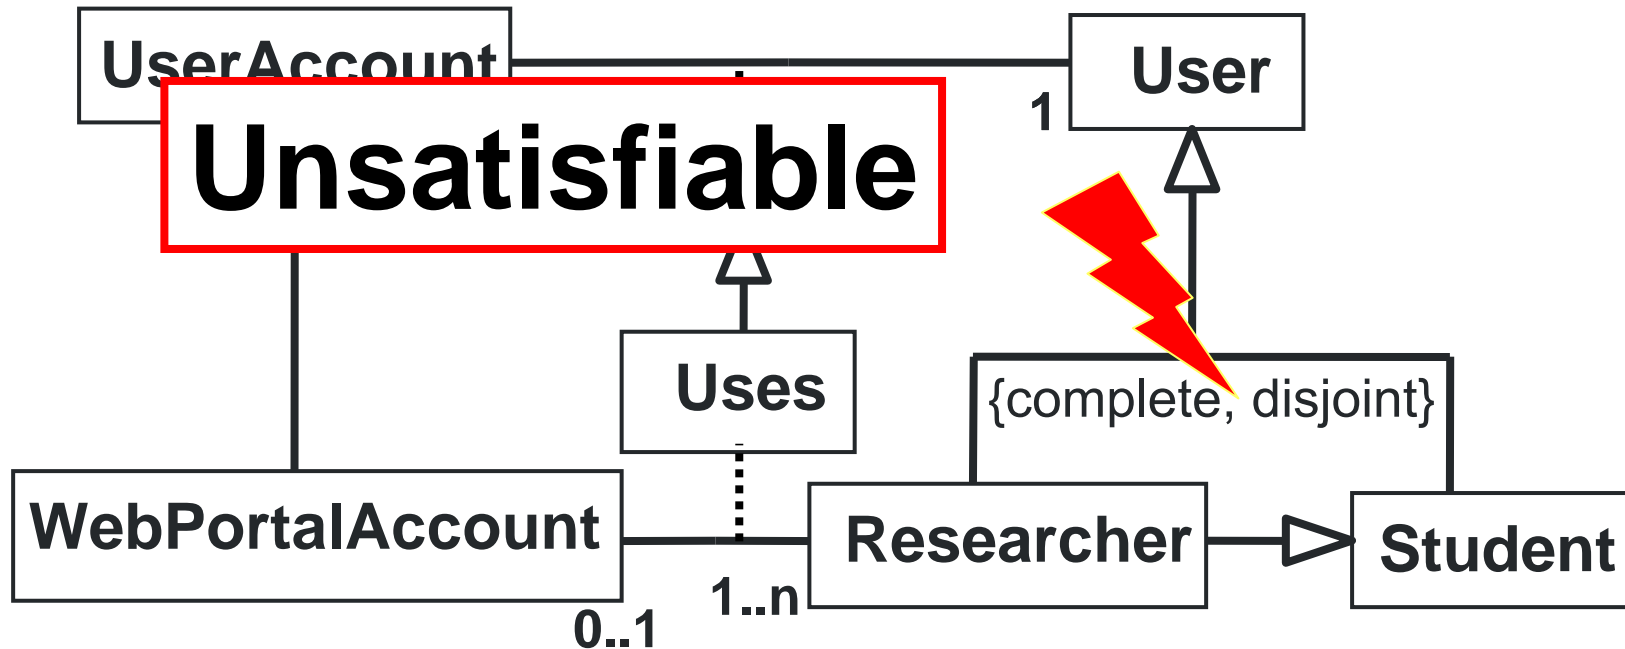 UserAccount
User
1
Unsatisfiable
Uses
{complete, disjoint}
WebPortalAccount
Researcher
Student
1..n
0..1